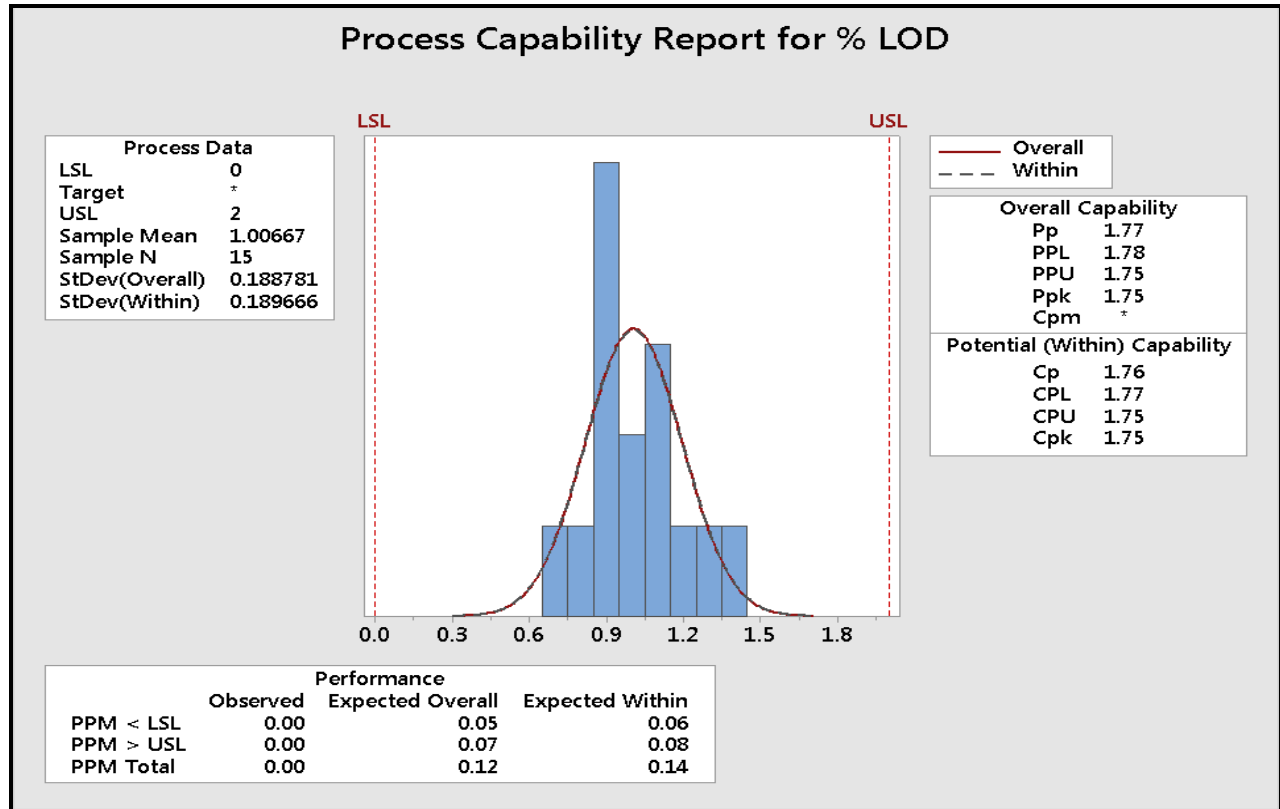 Process Capability Report for % LOD
LSL USL
Process Data
LSL 0
Target *
USL 2
Sample Mean 1.00667
Sample N 15
StDev(Overall) 0.188781
StDev(Within) 0.189666
Overall
Within
Overall Capability
Pp 1.77
PPL 1.78
PPU 1.75
Ppk 1.75
Cpm *
Potential (Within) Capability
Cp 1.76
CPL 1.77
CPU 1.75
Cpk 1.75
0.0 0.3 0.6 0.9 1.2 1.5 1.8
Performance
Observed Expected Overall Expected Within
PPM < LSL 0.00 0.05 0.06
PPM > USL 0.00 0.07 0.08
PPM Total 0.00 0.12 0.14